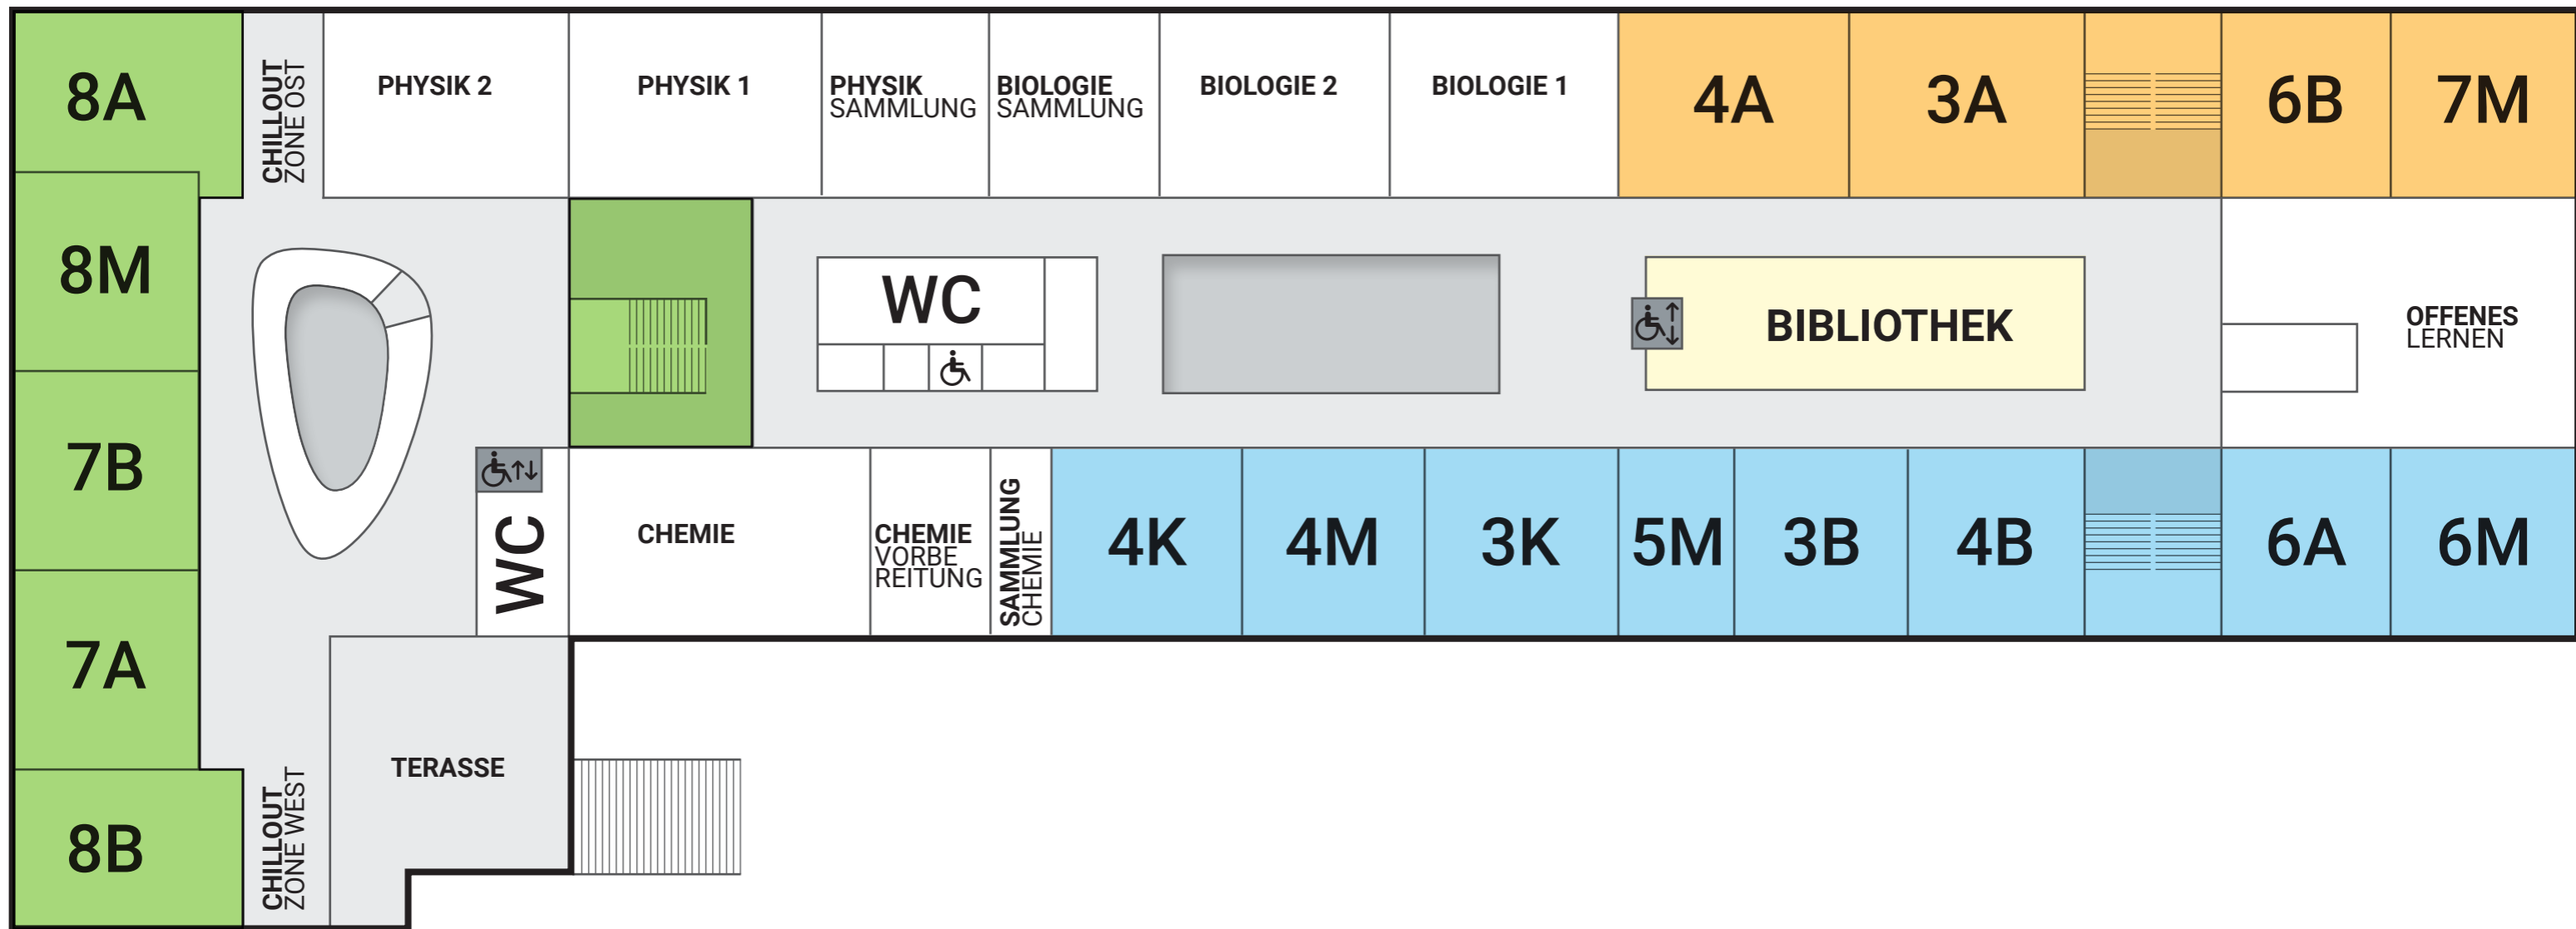 8A
CHILLOUT
ZONE OST
PHYSIK 2
PHYSIK 1
PHYSIK
SAMMLUNG
BIOLOGIE
SAMMLUNG
BIOLOGIE 2
BIOLOGIE 1
4A
3A
6B
7M
8M
WC
BIBLIOTHEK
OFFENES
LERNEN
7B
WC
CHEMIE
CHEMIE
VORBE
REITUNG
SAMMLUNG
CHEMIE
4K
4M
3K
5M
3B
4B
6A
6M
7A
TERASSE
8B
CHILLOUT
ZONE WEST